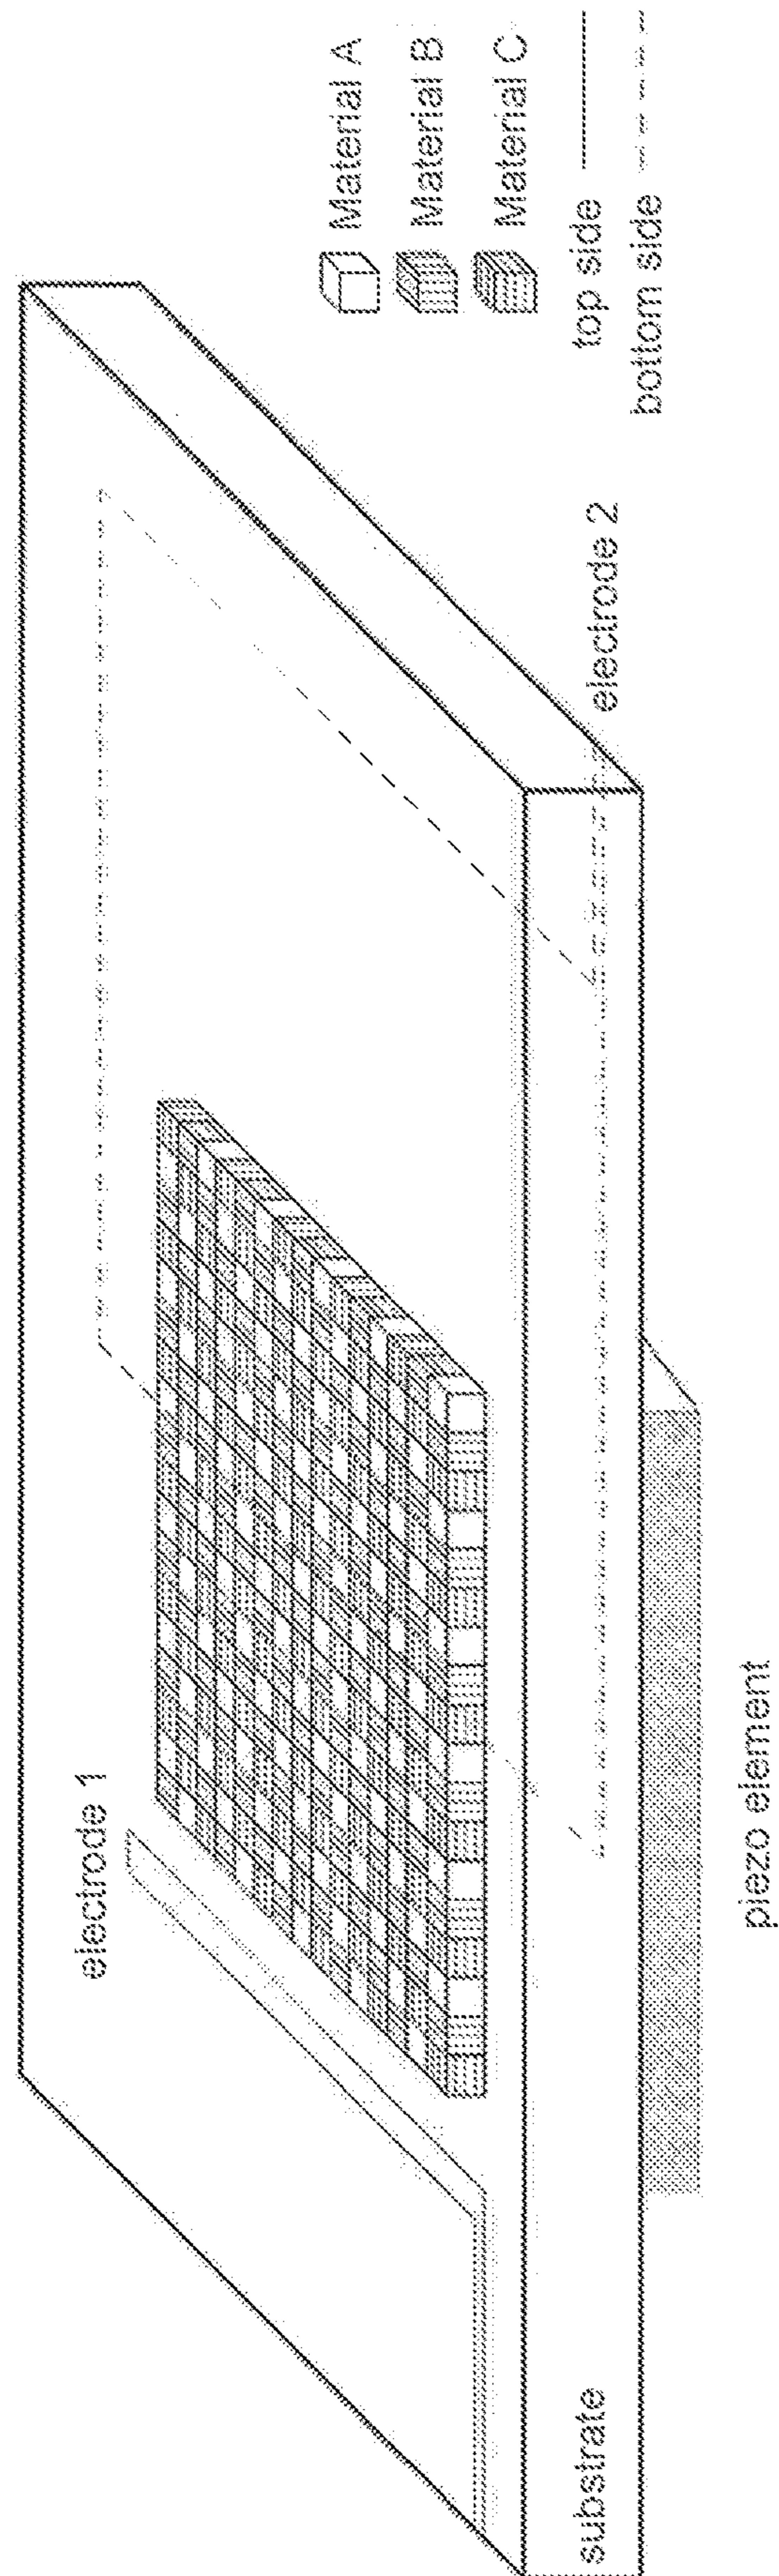 electrode 1
Material A
Material B
Material C
top side
bottom side
electrode 2
substrate
piezo element